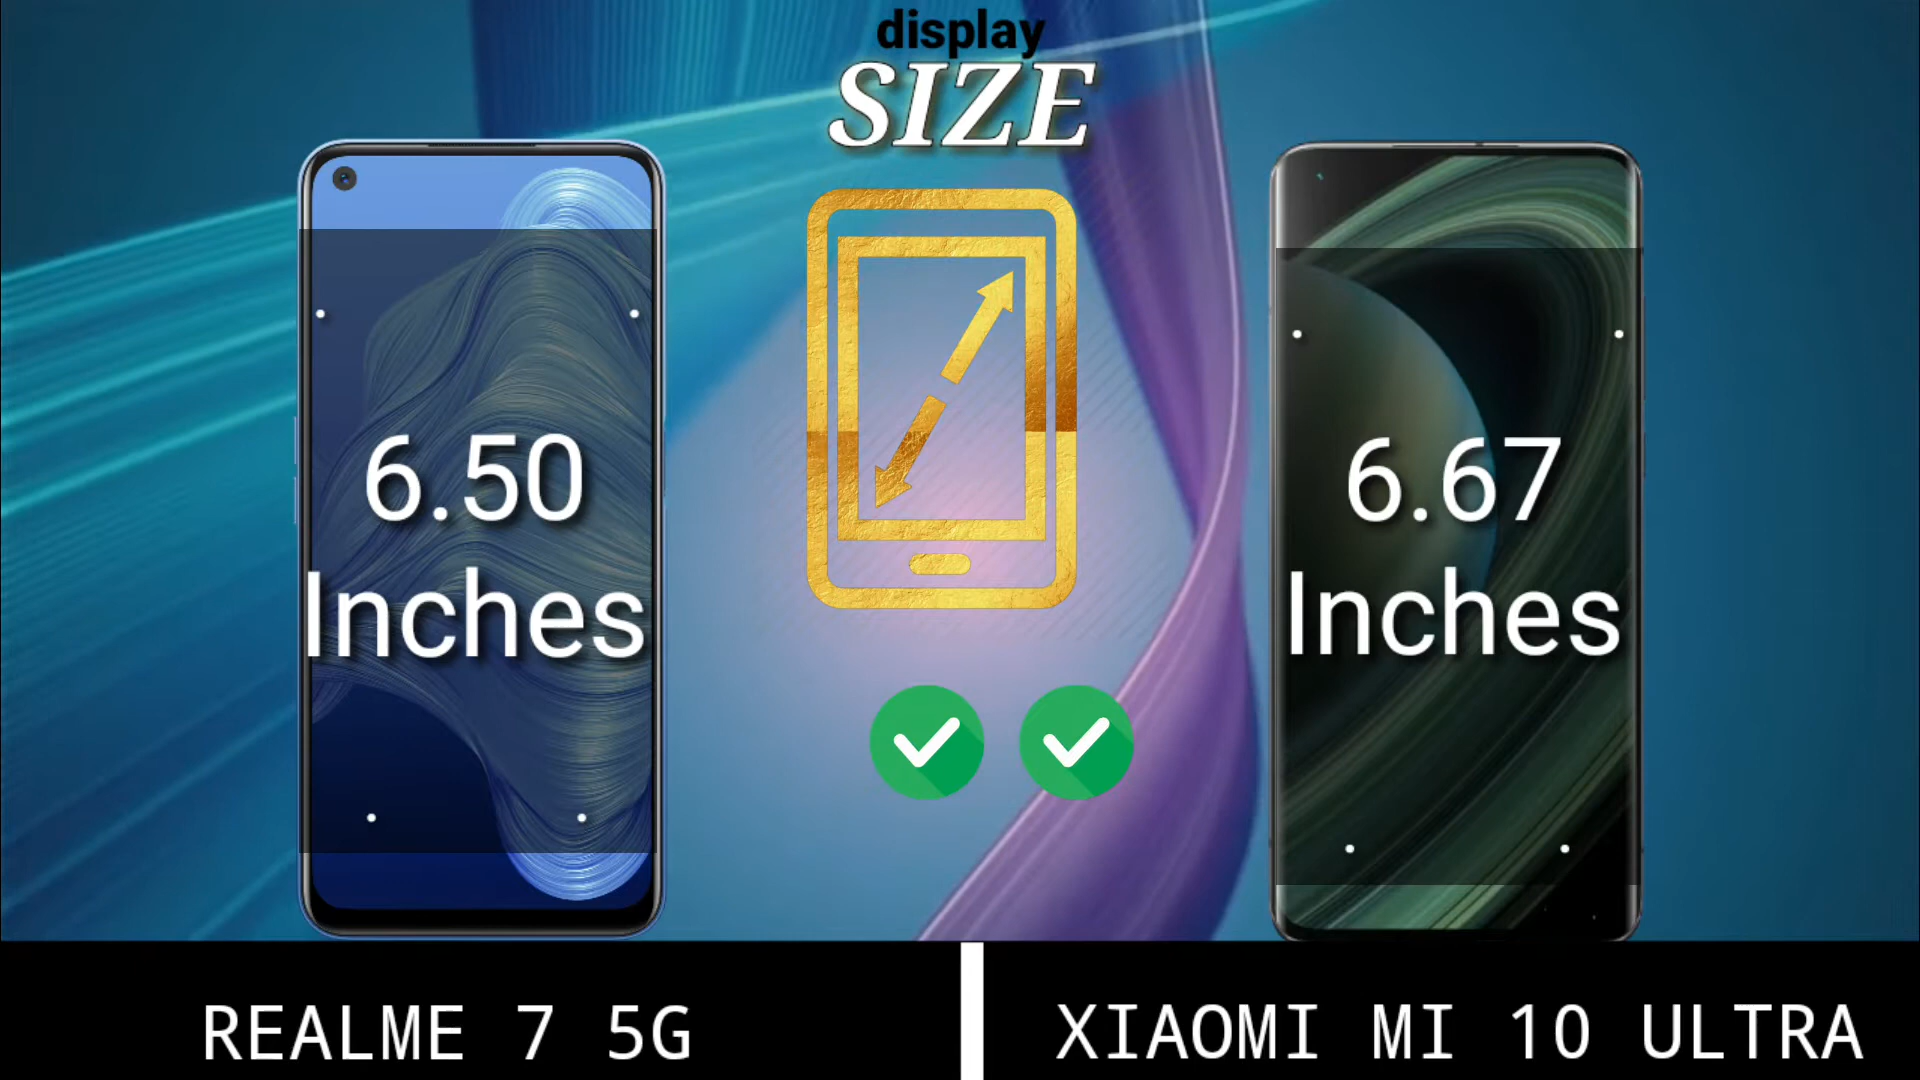 display
SIZE
6.50
Inches
6.67
Inches
REALME 7 5G
XIAOMI MI 10 ULTRA